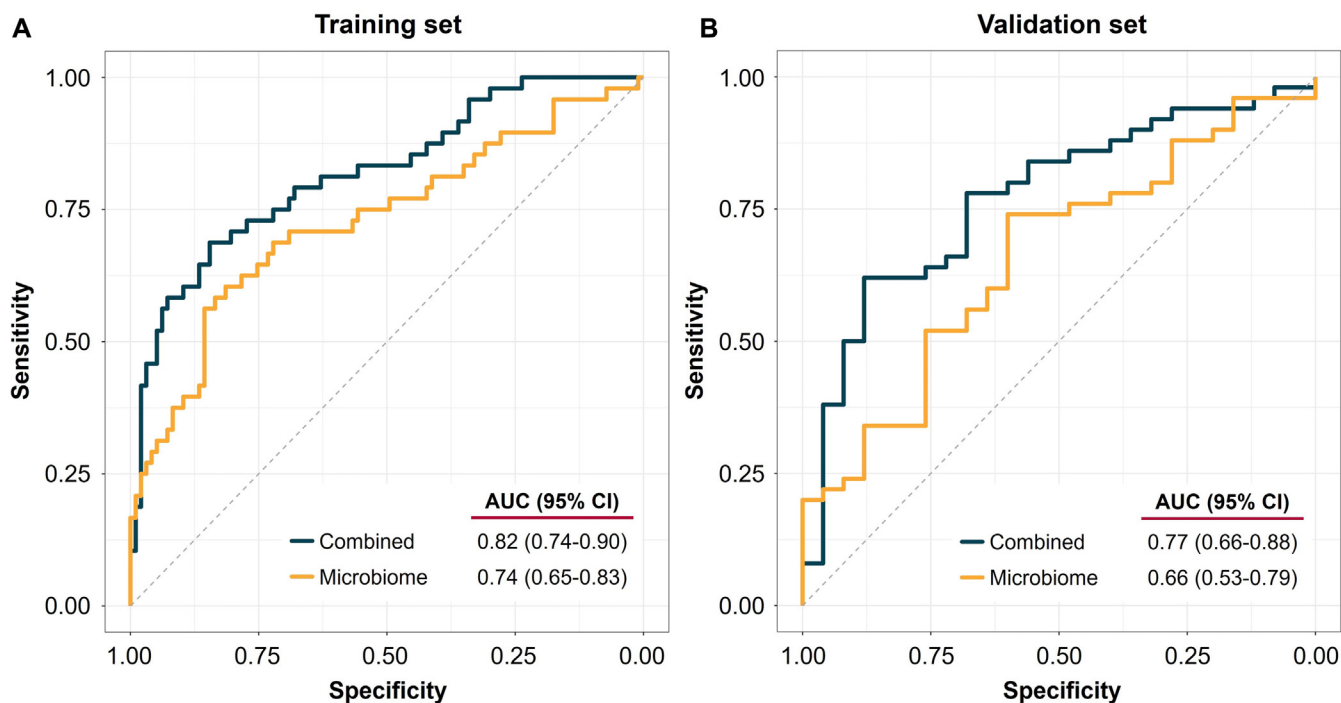 A
Training set
Sensitivity
1.00
0.75
0.50
0.25
0.00
AUC (95% CI)
Combined 0.82 (0.74-0.90)
Microbiome 0.74 (0.65-0.83)
1.00 0.75 0.50 0.25 0.00
Specificity
B
Validation set
Sensitivity
1.00
0.75
0.50
0.25
0.00
AUC (95% CI)
Combined 0.77 (0.66-0.88)
Microbiome 0.66 (0.53-0.79)
1.00 0.75 0.50 0.25 0.00
Specificity